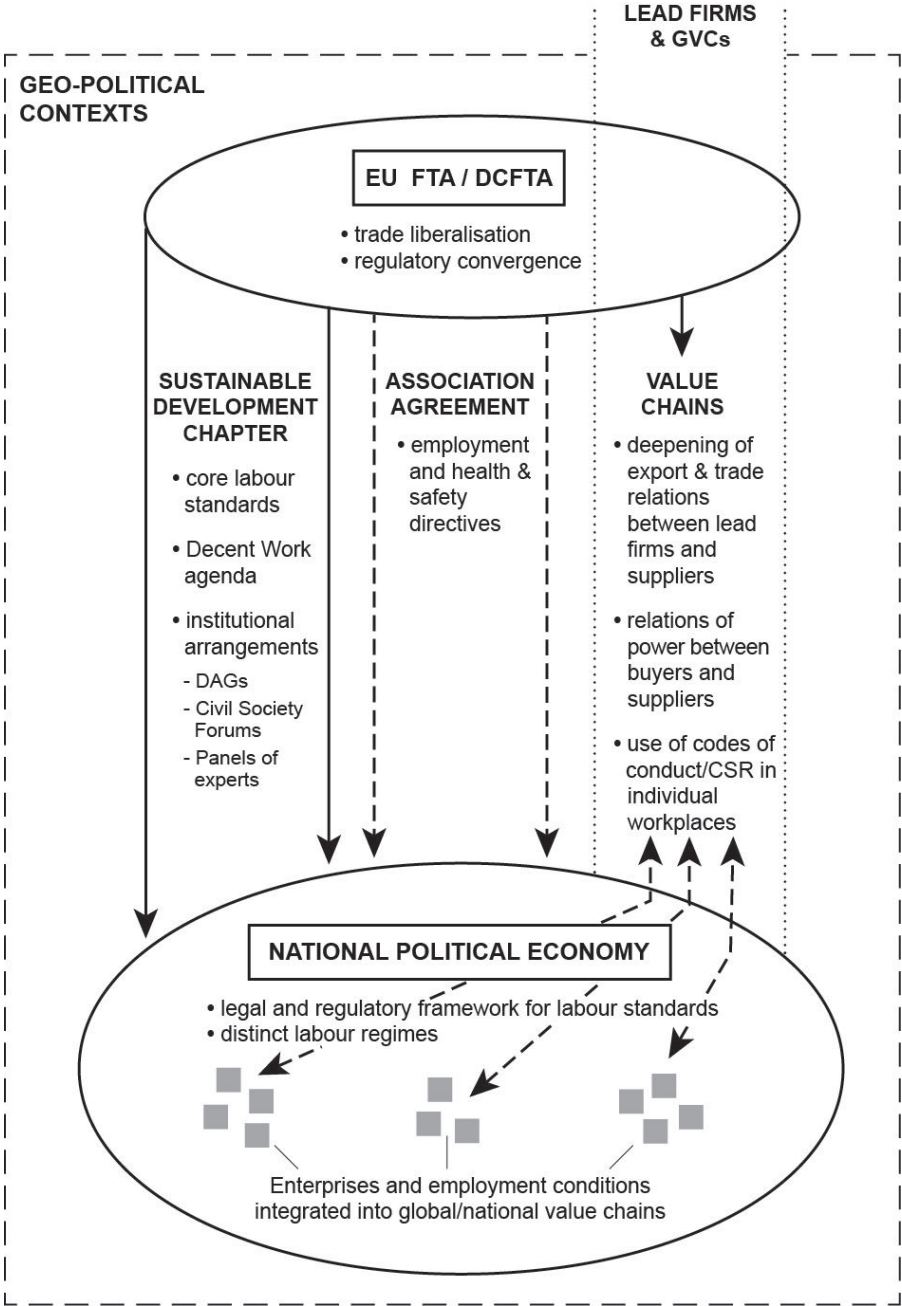 LEAD FIRMS
& GVCs
GEO-POLITICAL
CONTEXTS
EU FTA / DCFTA
• trade liberalisation
• regulatory convergence
SUSTAINABLE
DEVELOPMENT
CHAPTER
• core labour
standards
• Decent Work
agenda
• institutional
arrangements
- DAGs
- Civil Society
Forums
- Panels of
experts
ASSOCIATION
AGREEMENT
• employment
and health &
safety
directives
VALUE
CHAINS
• deepening of
export & trade
relations
between lead
firms and
suppliers
• relations of
power between
buyers and
suppliers
• use of codes of
conduct/CSR in
individual
workplaces
NATIONAL POLITICAL ECONOMY
• legal and regulatory framework for labour standards
• distinct labour regimes
Enterprises and employment conditions
integrated into global/national value chains